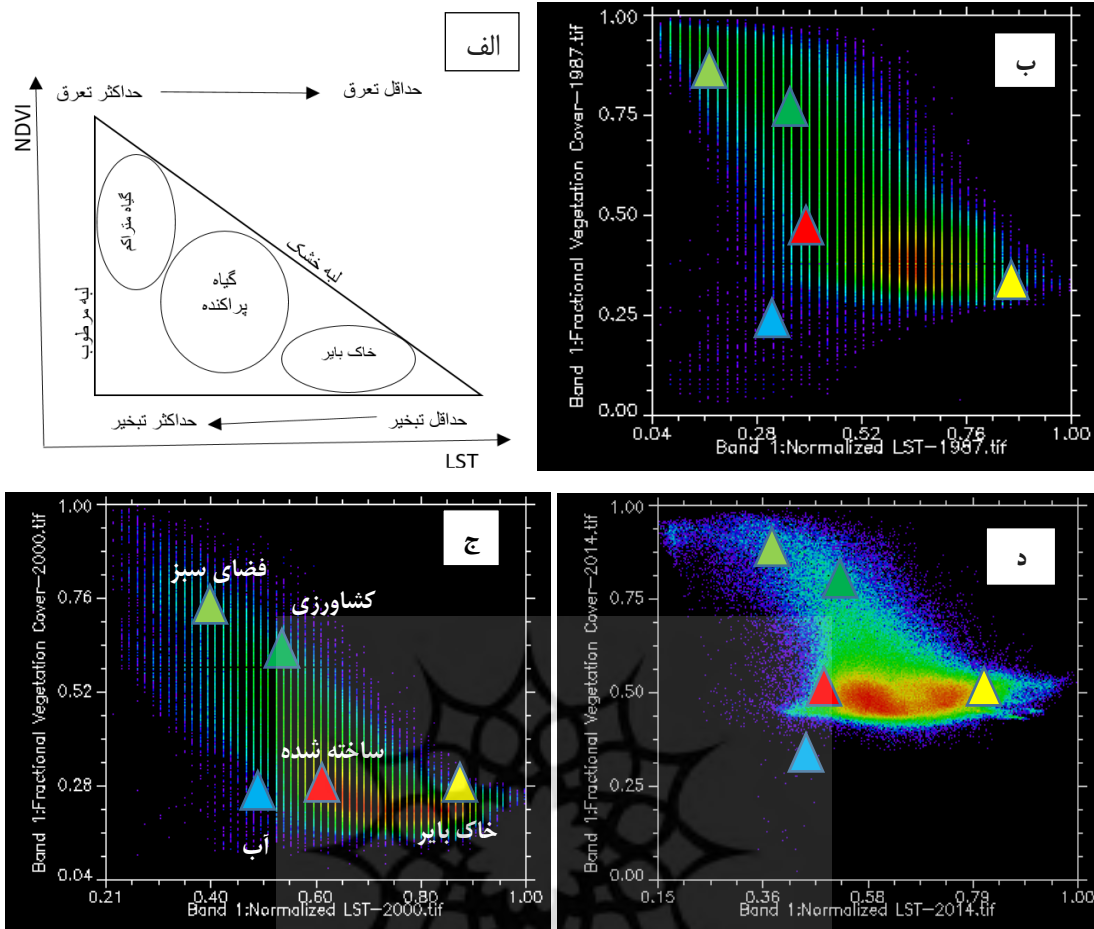 الف
حداکثر تعرق
حداقل تعرق
NDVI
گیاه متراکم
گیاه
پراکنده
خاک بایر
لبه خشک
لبه مرطوب
حداکثر تبخیر
حداقل تبخیر
LST
ب
1.00
0.75
0.50
0.25
0.00
0.04 0.28 0.52 0.76 1.00
Band 1:Fractional Vegetation Cover-1987.tif
Band 1:Normalized LST-1987.tif
ج
1.00
0.76
0.52
0.28
0.04
0.21 0.40 0.60 0.80 1.00
Band 1:Fractional Vegetation Cover-2000.tif
Band 1:Normalized LST-2000.tif
فضای سبز
کشاورزی
ساخته شده
آب
خاک بایر
د
1.00
0.75
0.50
0.25
0.00
0.15 0.36 0.58 0.79 1.00
Band 1:Fractional Vegetation Cover-2014.tif
Band 1:Normalized LST-2014.tif